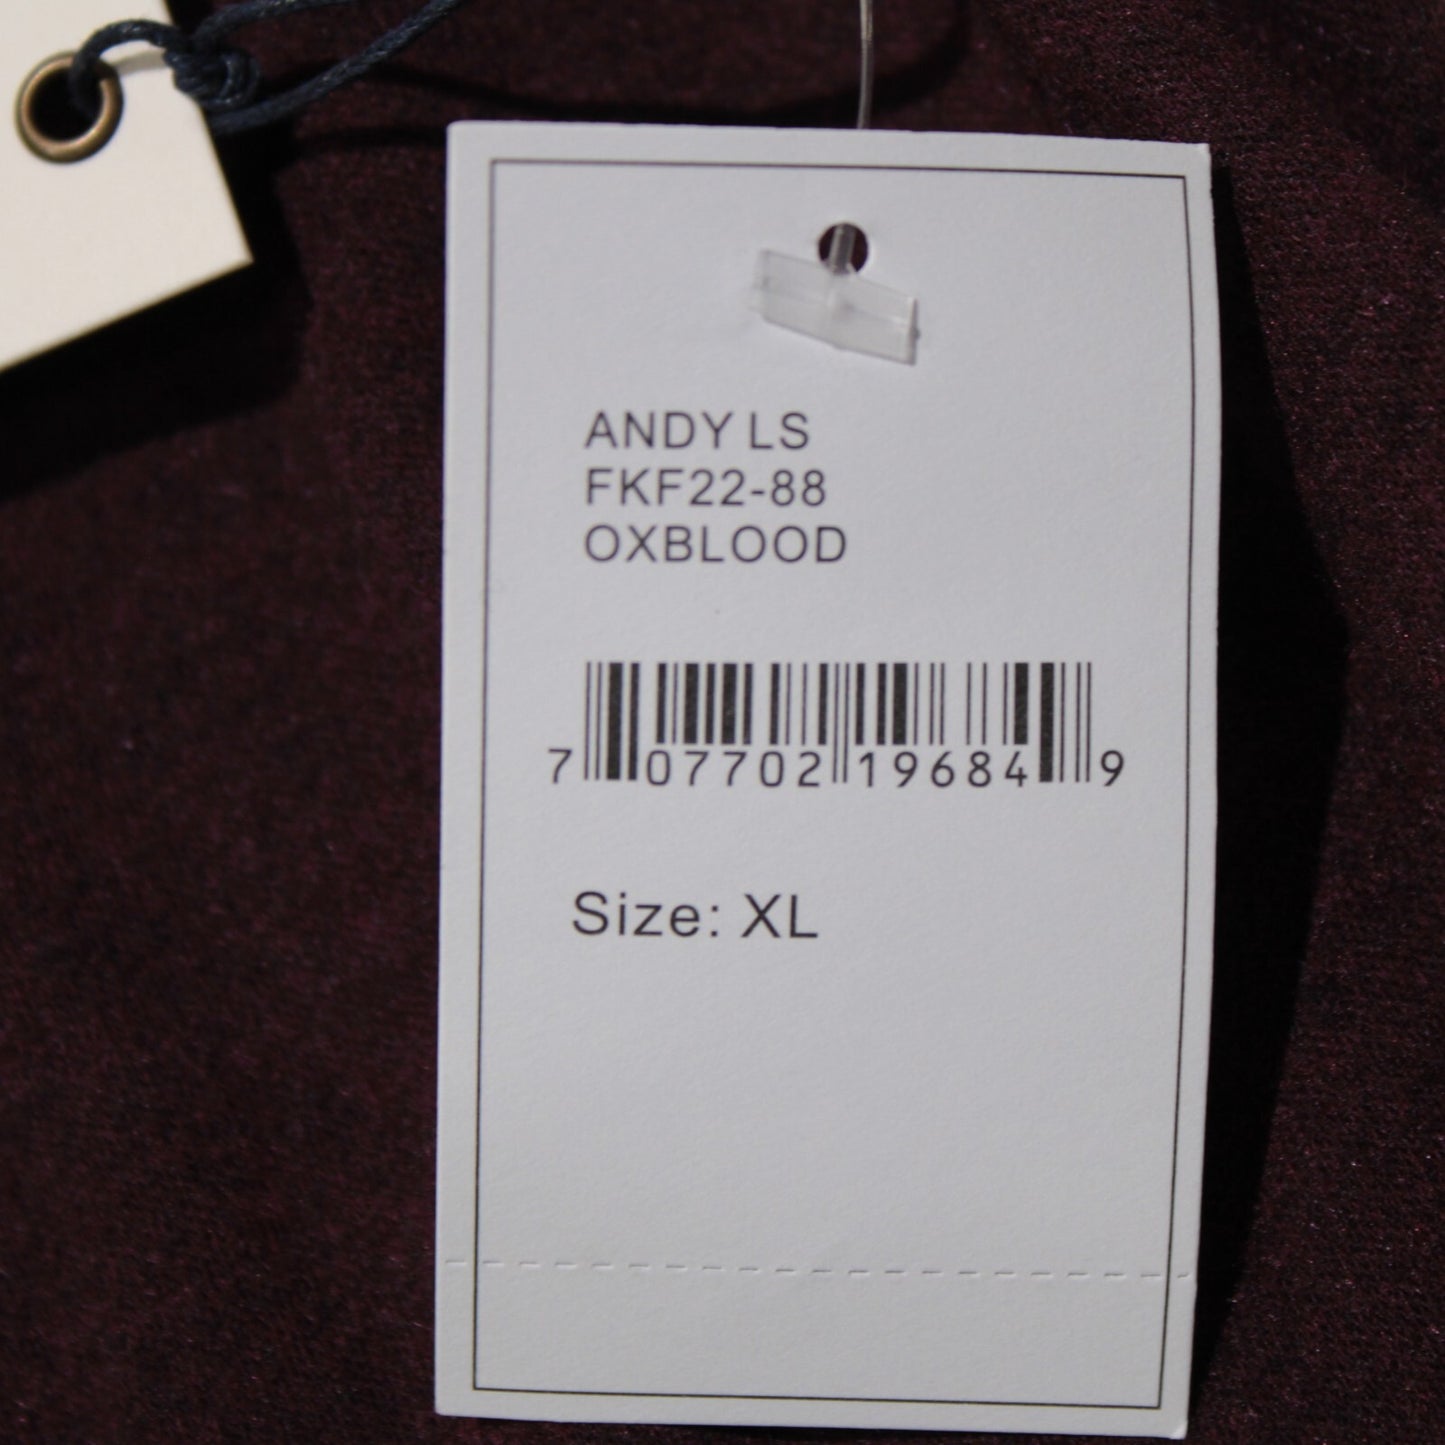 ANDY LS
FKF22-88
OXBLOOD
7 07702 19684 9
Size: XL